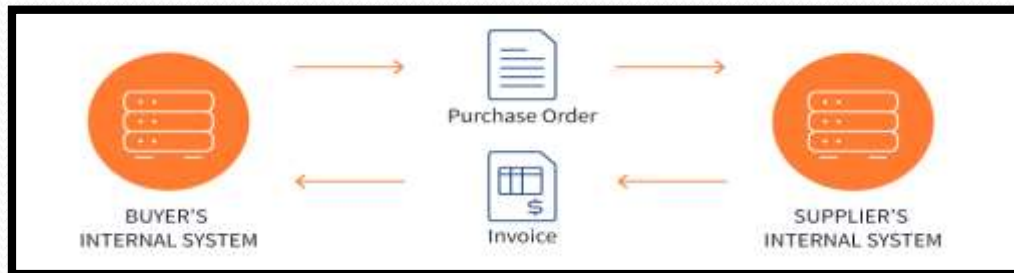 Purchase Order
BUYER'S
INTERNAL SYSTEM
$
Invoice
SUPPLIER'S
INTERNAL SYSTEM